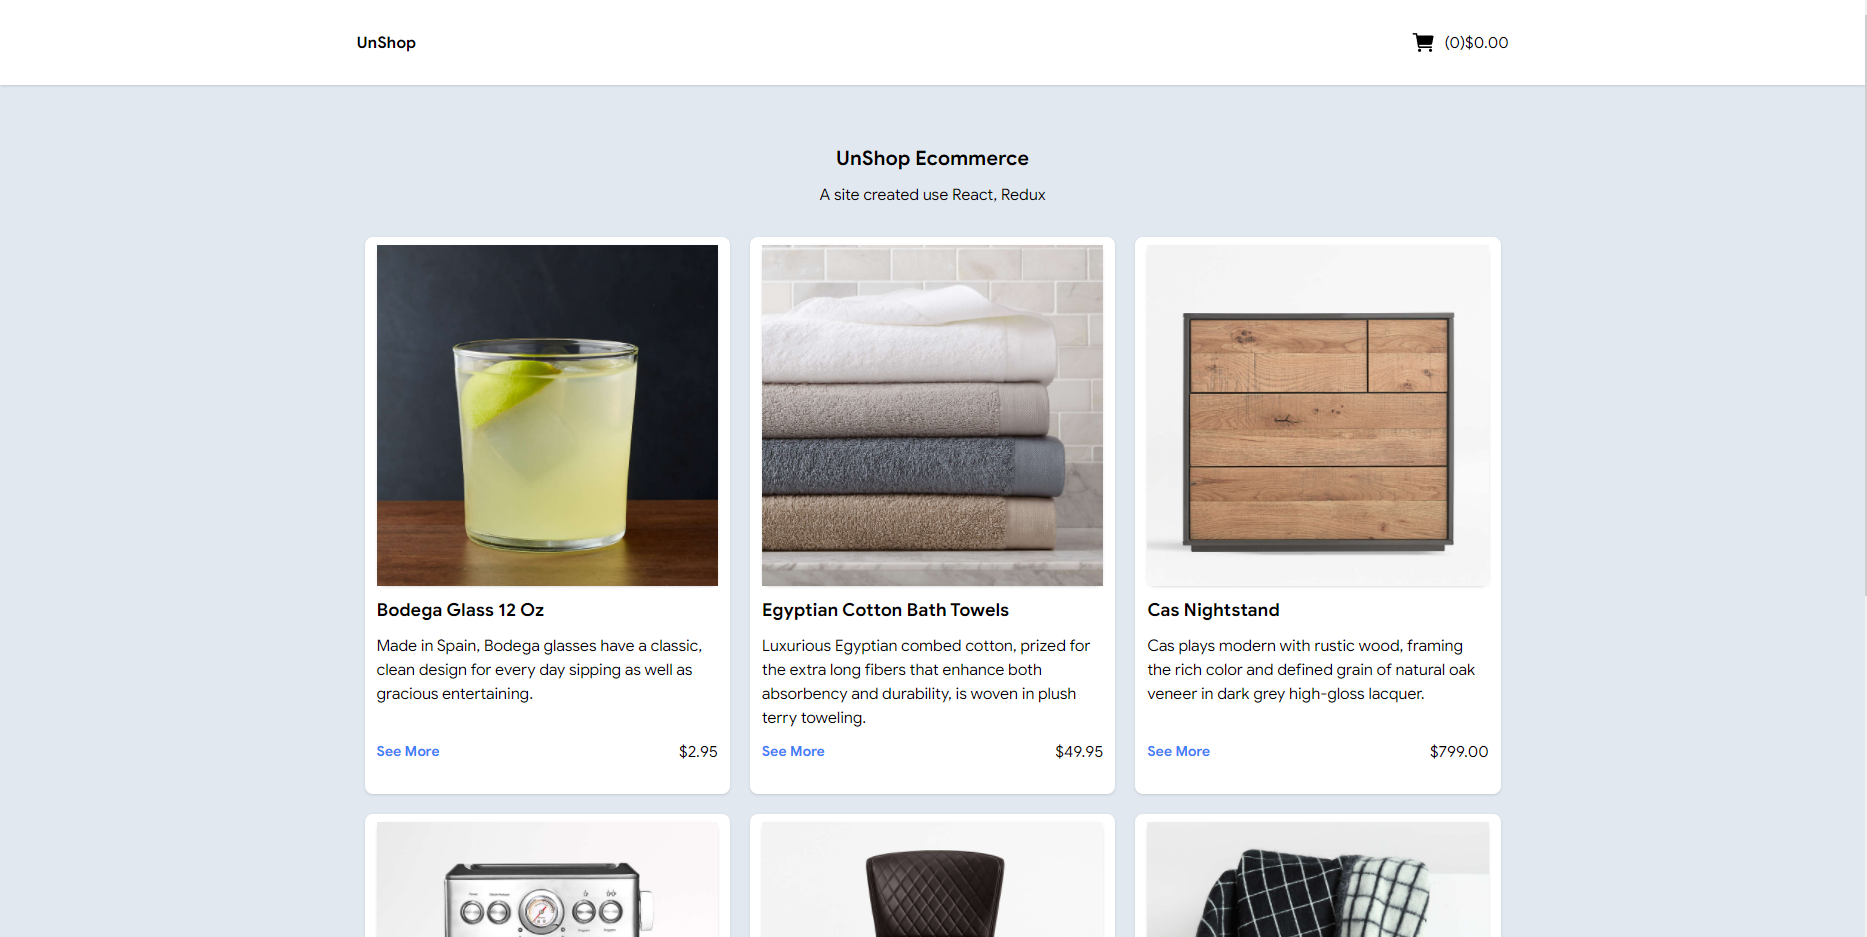 UnShop
(0)$0.00
UnShop Ecommerce
A site created use React, Redux
Bodega Glass 12 Oz
Made in Spain, Bodega glasses have a classic,
clean design for every day sipping as well as
gracious entertaining.
See More
$2.95
Egyptian Cotton Bath Towels
Luxurious Egyptian combed cotton, prized for
the extra long fibers that enhance both
absorbency and durability, is woven in plush
terry toweling.
See More
$49.95
Cas Nightstand
Cas plays modern with rustic wood, framing
the rich color and defined grain of natural oak
veneer in dark grey high-gloss lacquer.
See More
$799.00